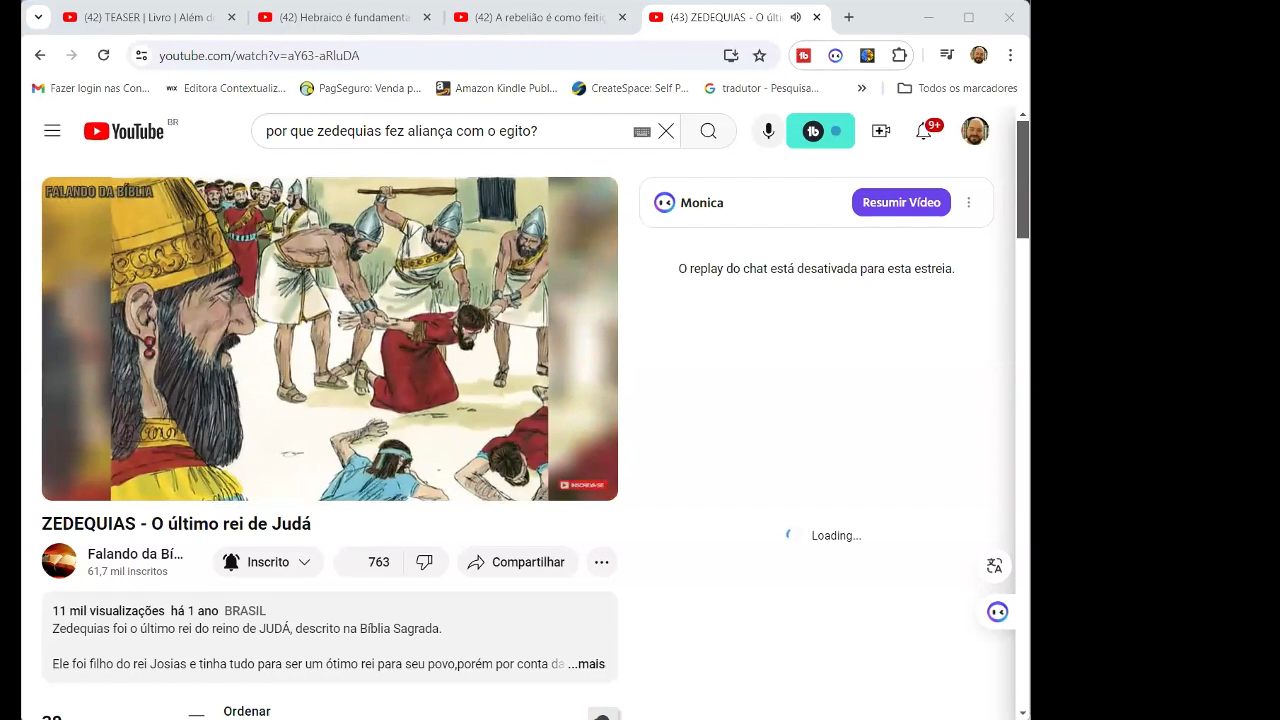 (42) TEASER | Livro | Além d
(42) Hebraico é fundamenta
(42) A rebelião é como feitiç
(43) ZEDEQUIAS - O últi
youtube.com/watch?v=aY63-aRluDA
Fazer login nas Con...
WIX Editora Contextualiz...
PagSeguro: Venda p...
Amazon Kindle Publ...
CreateSpace: Self P...
tradutor - Pesquisa...
»
Todos os marcadores
YouTube BR
por que zedequias fez aliança com o egito?
9+
FALANDO DA BÍBLIA
INSCREVA-SE
Monica
Resumir Vídeo
O replay do chat está desativada para esta estreia.
Loading...
ZEDEQUIAS - O último rei de Judá
Falando da Bí...
61,7 mil inscritos
Inscrito
763
Compartilhar
11 mil visualizações há 1 ano BRASIL
Zedequias foi o último rei do reino de JUDÁ
na Bíblia Sagrada.
Ele foi filho do rei Josias e tinha tudo para ser um ótimo rei para seu povo,porém por conta da ...mais
Ordenar